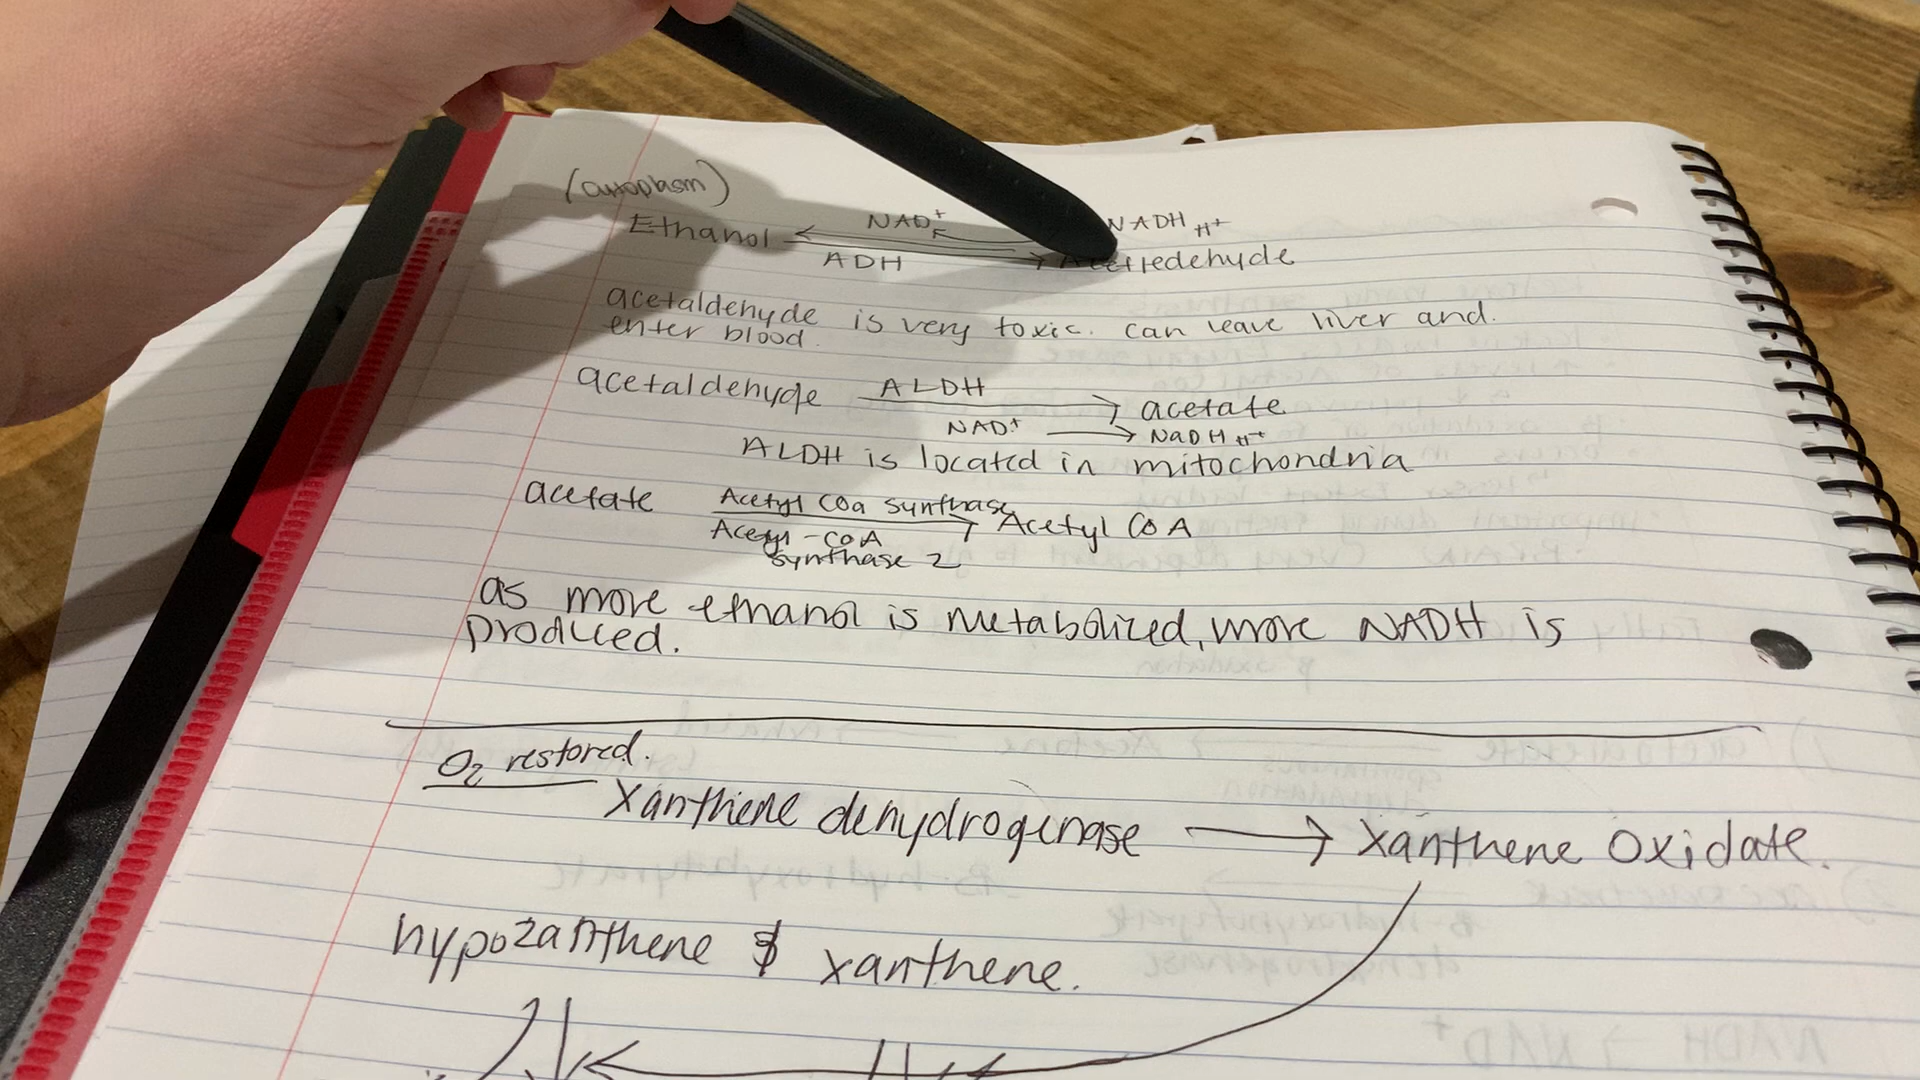 (cytoplasm)
Ethanol NAD+ NADH H+
ADH Acetledehyde
acetaldehyde is very toxic. can leave liver and.
enter blood.
acetaldehyde ALDH acetate
NAD+ NaDH H+
ALDH is located in mitochondria
acetate Acetyl COa synthase Acetyl COA
Acetyl-COA
synthase 2
as more ethanol is metabolized, more NADH is
produced.
O2 restored.
Xanthene dehydrogenase Xanthene Oxidate.
hypozanthene & xanthene.